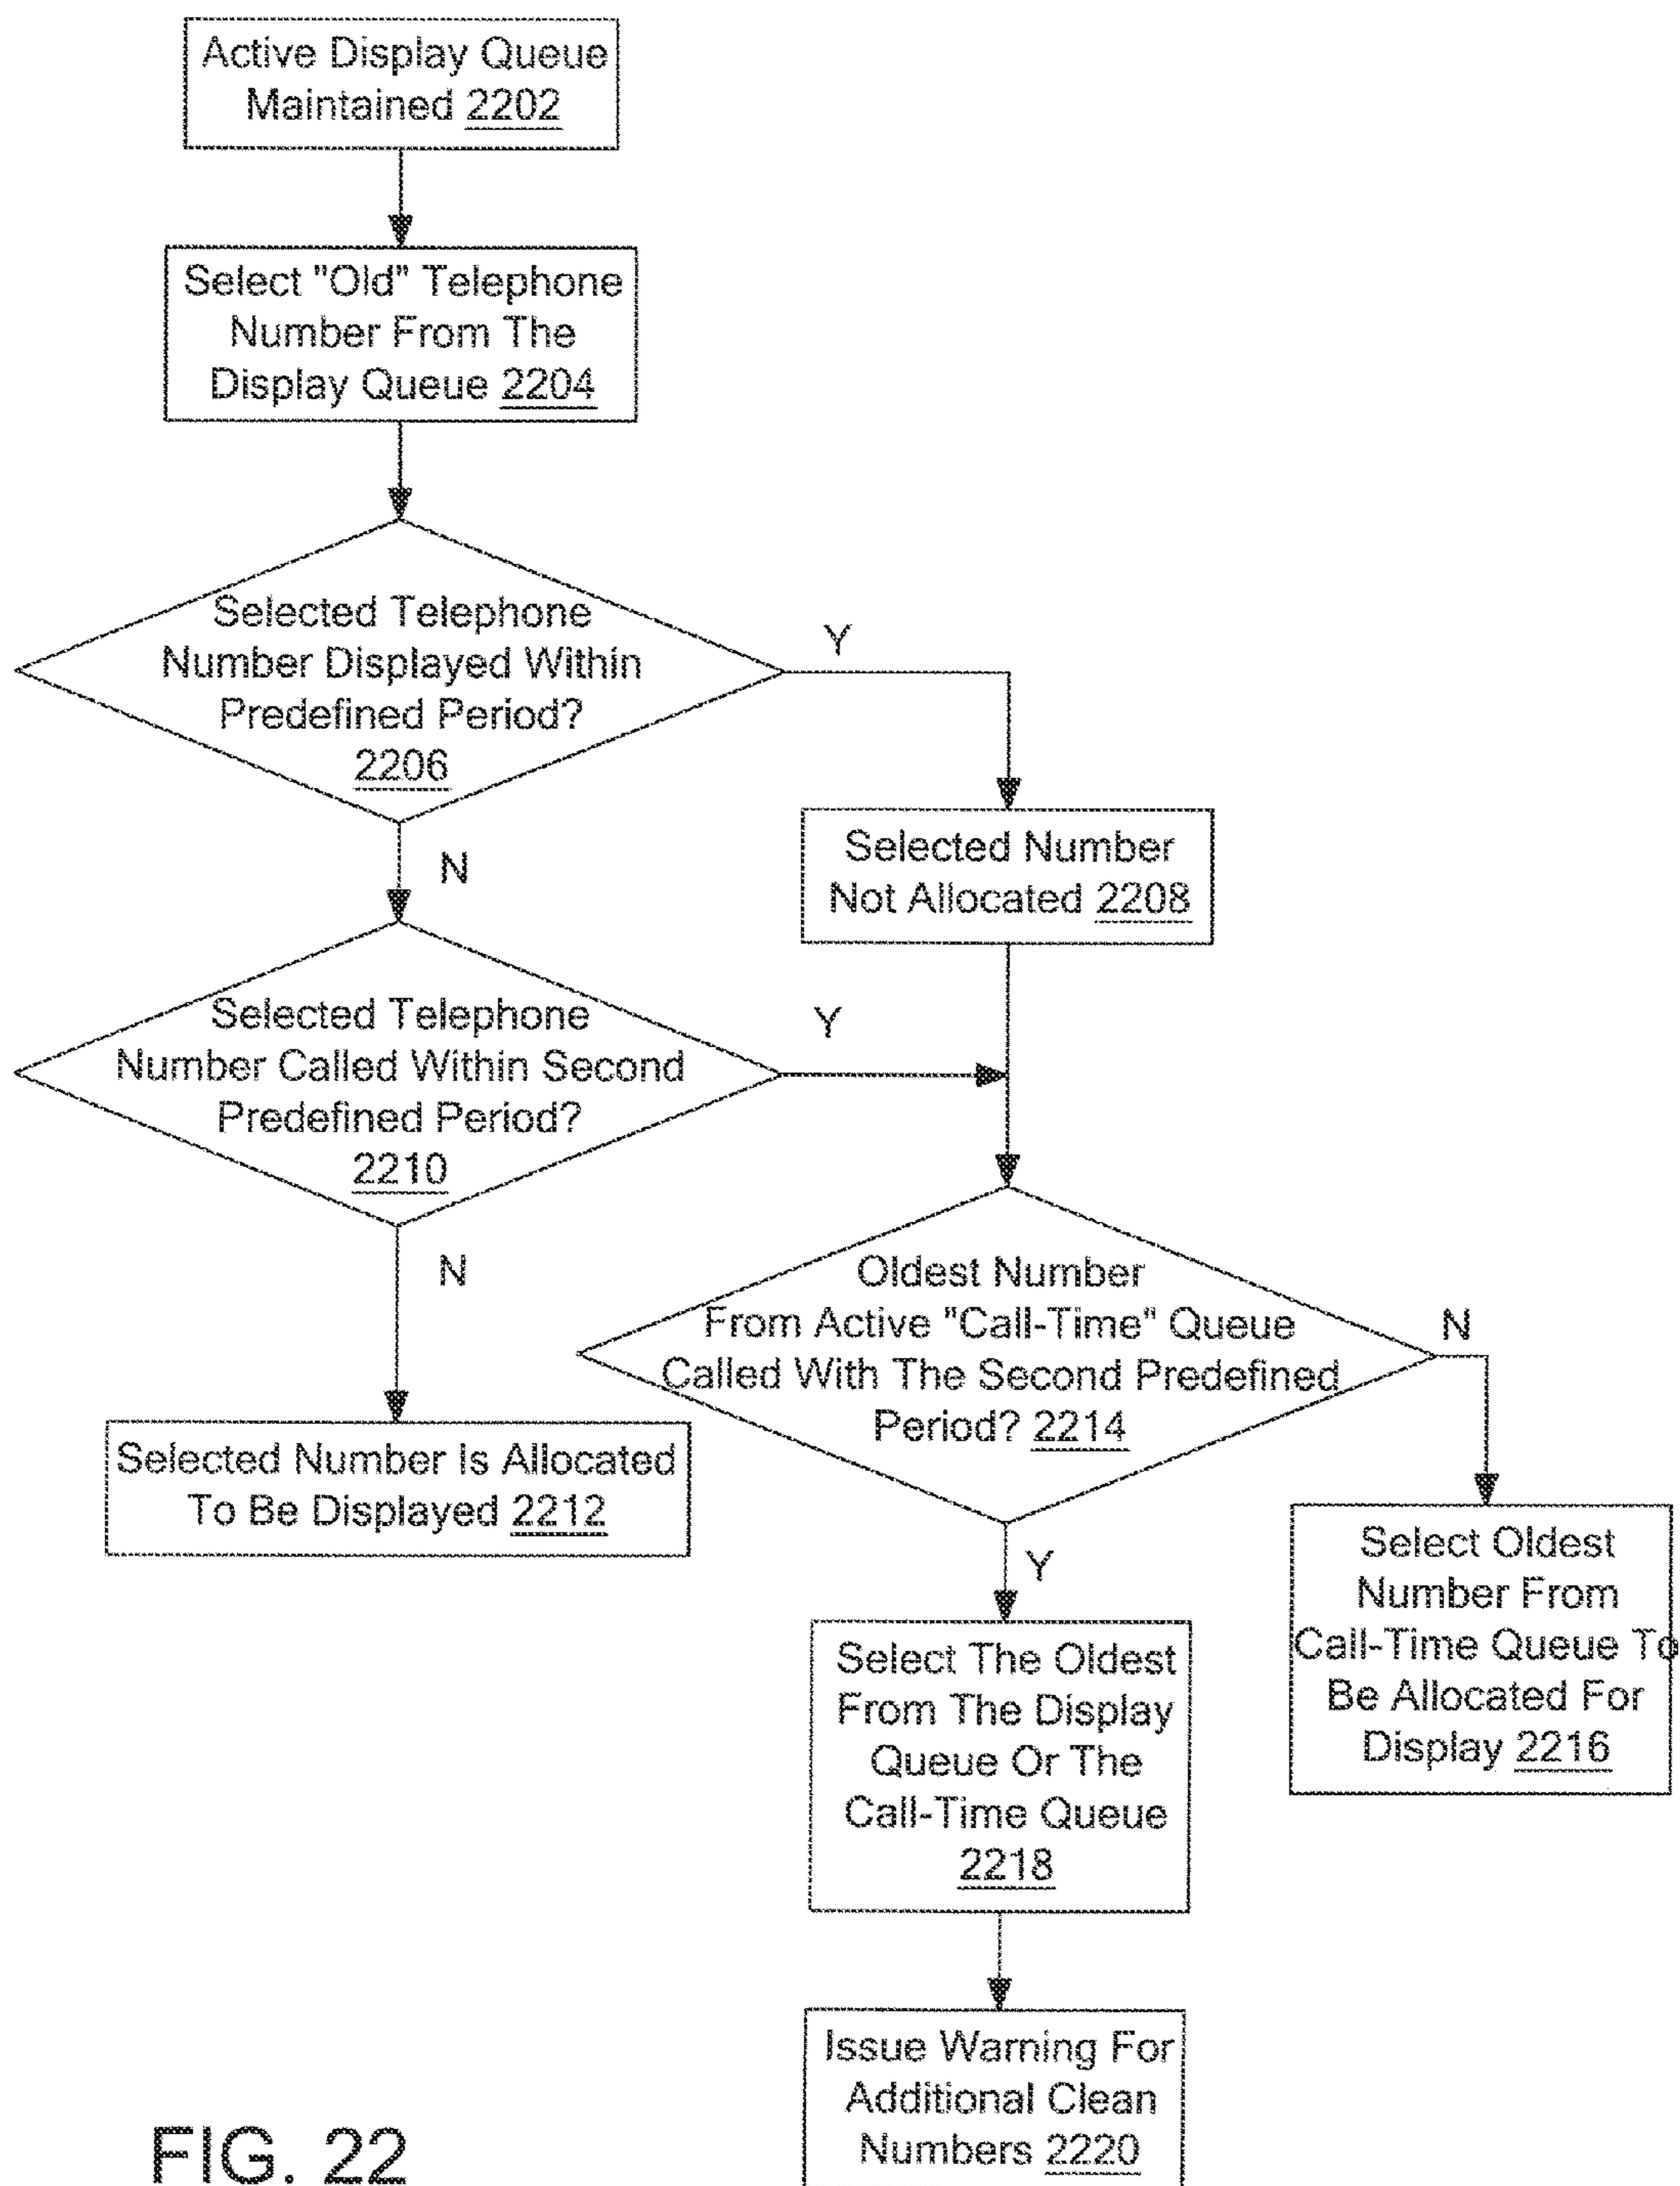 Active Display Queue
Maintained 2202
Select "Old" Telephone
Number From The
Display Queue 2204
Selected Telephone
Number Displayed Within
Predefined Period?
2206
Y
N
Selected Number
Not Allocated 2208
Selected Telephone
Number Called Within Second
Predefined Period?
2210
Y
N
Oldest Number
From Active "Call-Time" Queue
Called With The Second Predefined
Period? 2214
N
Y
Selected Number Is Allocated
To Be Displayed 2212
Select Oldest
Number From
Call-Time Queue To
Be Allocated For
Display 2216
Select The Oldest
From The Display
Queue Or The
Call-Time Queue
2218
Issue Warning For
Additional Clean
Numbers 2220
FIG. 22